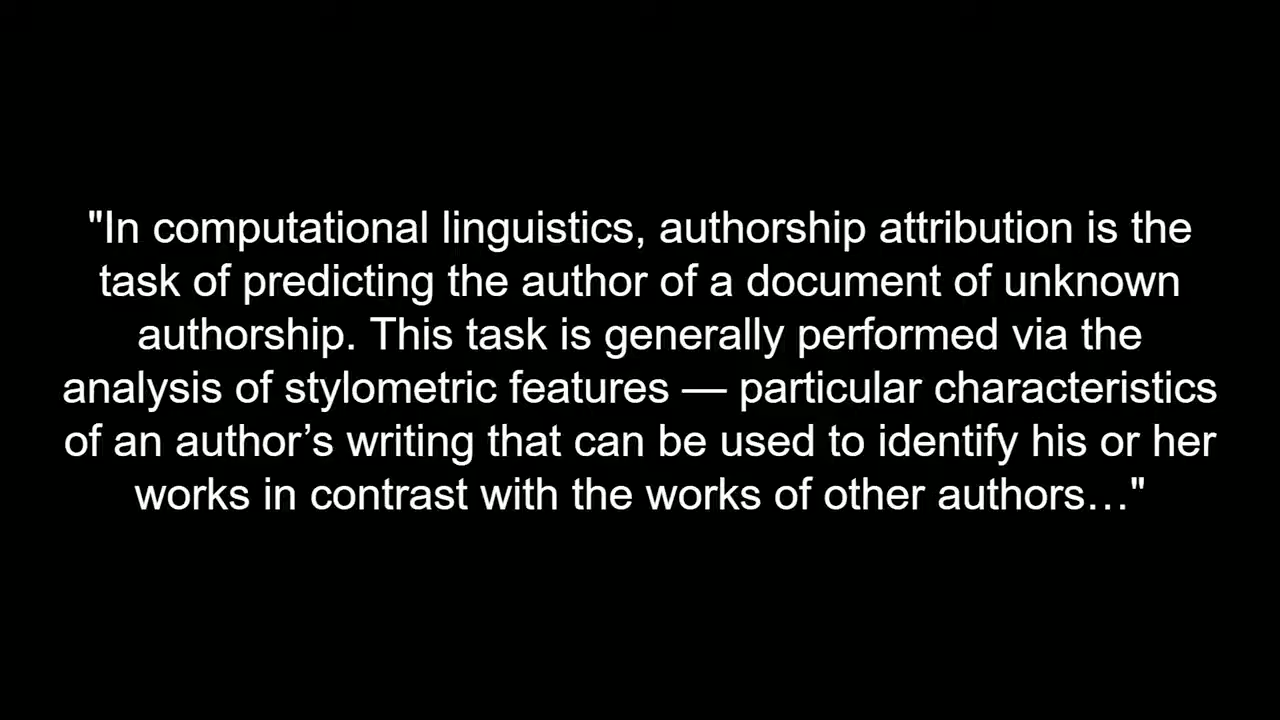 "In computational linguistics, authorship attribution is the
task of predicting the author of a document of unknown
authorship. This task is generally performed via the
analysis of stylometric features — particular characteristics
of an author’s writing that can be used to identify his or her
works in contrast with the works of other authors…"